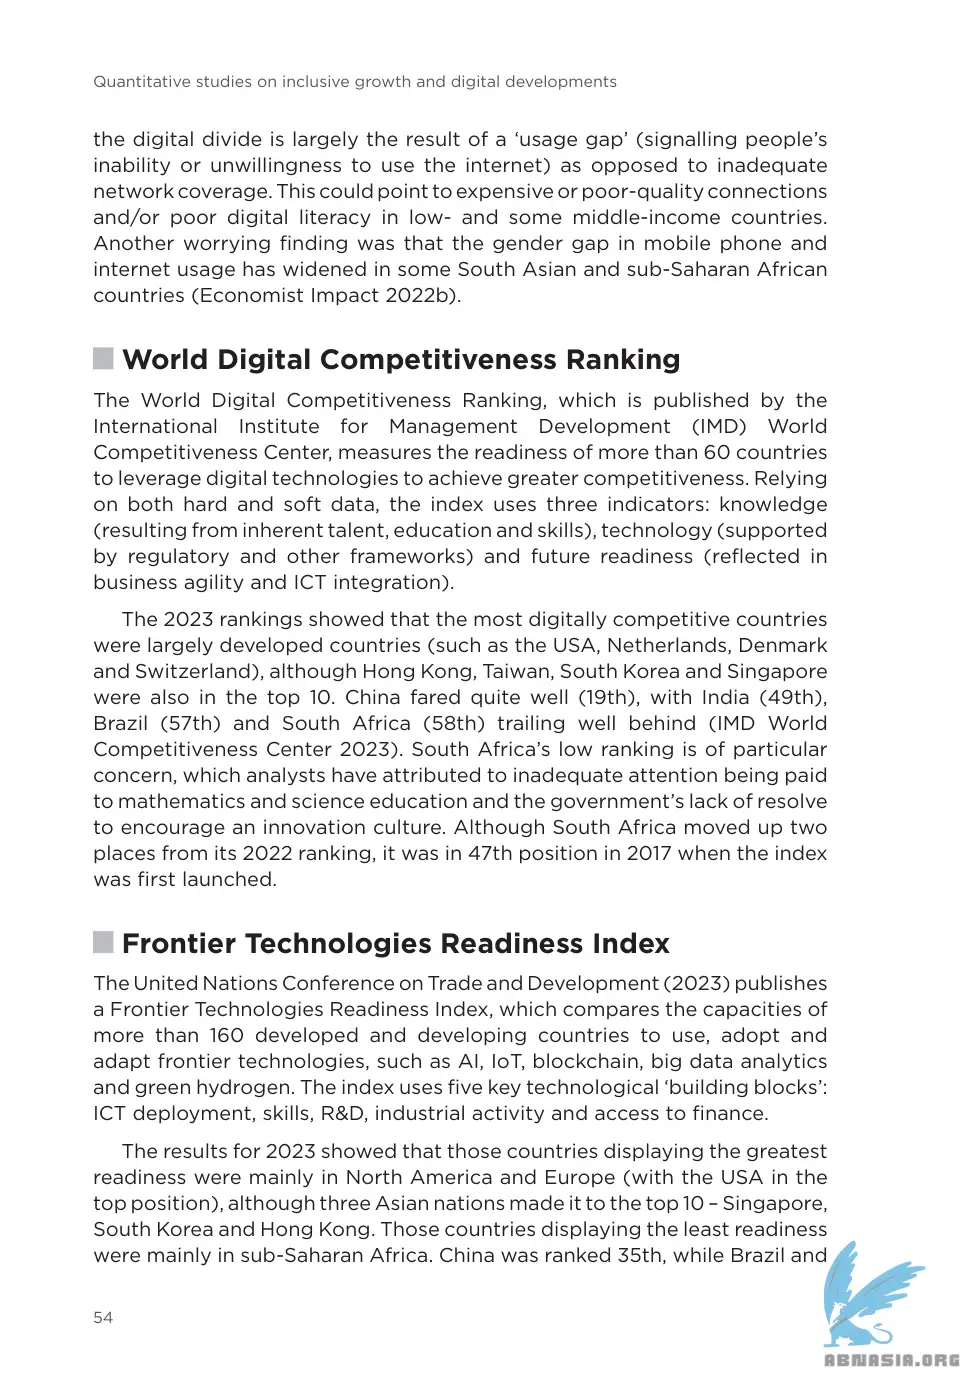 Quantitative studies on inclusive growth and digital developments
the digital divide is largely the result of a ‘usage gap’ (signalling people’s
inability or unwillingness to use the internet) as opposed to inadequate
network coverage. This could point to expensive or poor-quality connections
and/or poor digital literacy in low- and some middle-income countries.
Another worrying finding was that the gender gap in mobile phone and
internet usage has widened in some South Asian and sub-Saharan African
countries (Economist Impact 2022b).
World Digital Competitiveness Ranking
The World Digital Competitiveness Ranking, which is published by the
International Institute for Management Development (IMD) World
Competitiveness Center, measures the readiness of more than 60 countries
to leverage digital technologies to achieve greater competitiveness. Relying
on both hard and soft data, the index uses three indicators: knowledge
(resulting from inherent talent, education and skills), technology (supported
by regulatory and other frameworks) and future readiness (reflected in
business agility and ICT integration).
The 2023 rankings showed that the most digitally competitive countries
were largely developed countries (such as the USA, Netherlands, Denmark
and Switzerland), although Hong Kong, Taiwan, South Korea and Singapore
were also in the top 10. China fared quite well (19th), with India (49th),
Brazil (57th) and South Africa (58th) trailing well behind (IMD World
Competitiveness Center 2023). South Africa’s low ranking is of particular
concern, which analysts have attributed to inadequate attention being paid
to mathematics and science education and the government’s lack of resolve
to encourage an innovation culture. Although South Africa moved up two
places from its 2022 ranking, it was in 47th position in 2017 when the index
was first launched.
Frontier Technologies Readiness Index
The United Nations Conference on Trade and Development (2023) publishes
a Frontier Technologies Readiness Index, which compares the capacities of
more than 160 developed and developing countries to use, adopt and
adapt frontier technologies, such as AI, IoT, blockchain, big data analytics
and green hydrogen. The index uses five key technological ‘building blocks’:
ICT deployment, skills, R&D, industrial activity and access to finance.
The results for 2023 showed that those countries displaying the greatest
readiness were mainly in North America and Europe (with the USA in the
top position), although three Asian nations made it to the top 10 – Singapore,
South Korea and Hong Kong. Those countries displaying the least readiness
were mainly in sub-Saharan Africa. China was ranked 35th, while Brazil and
54
ABNASIA.ORG